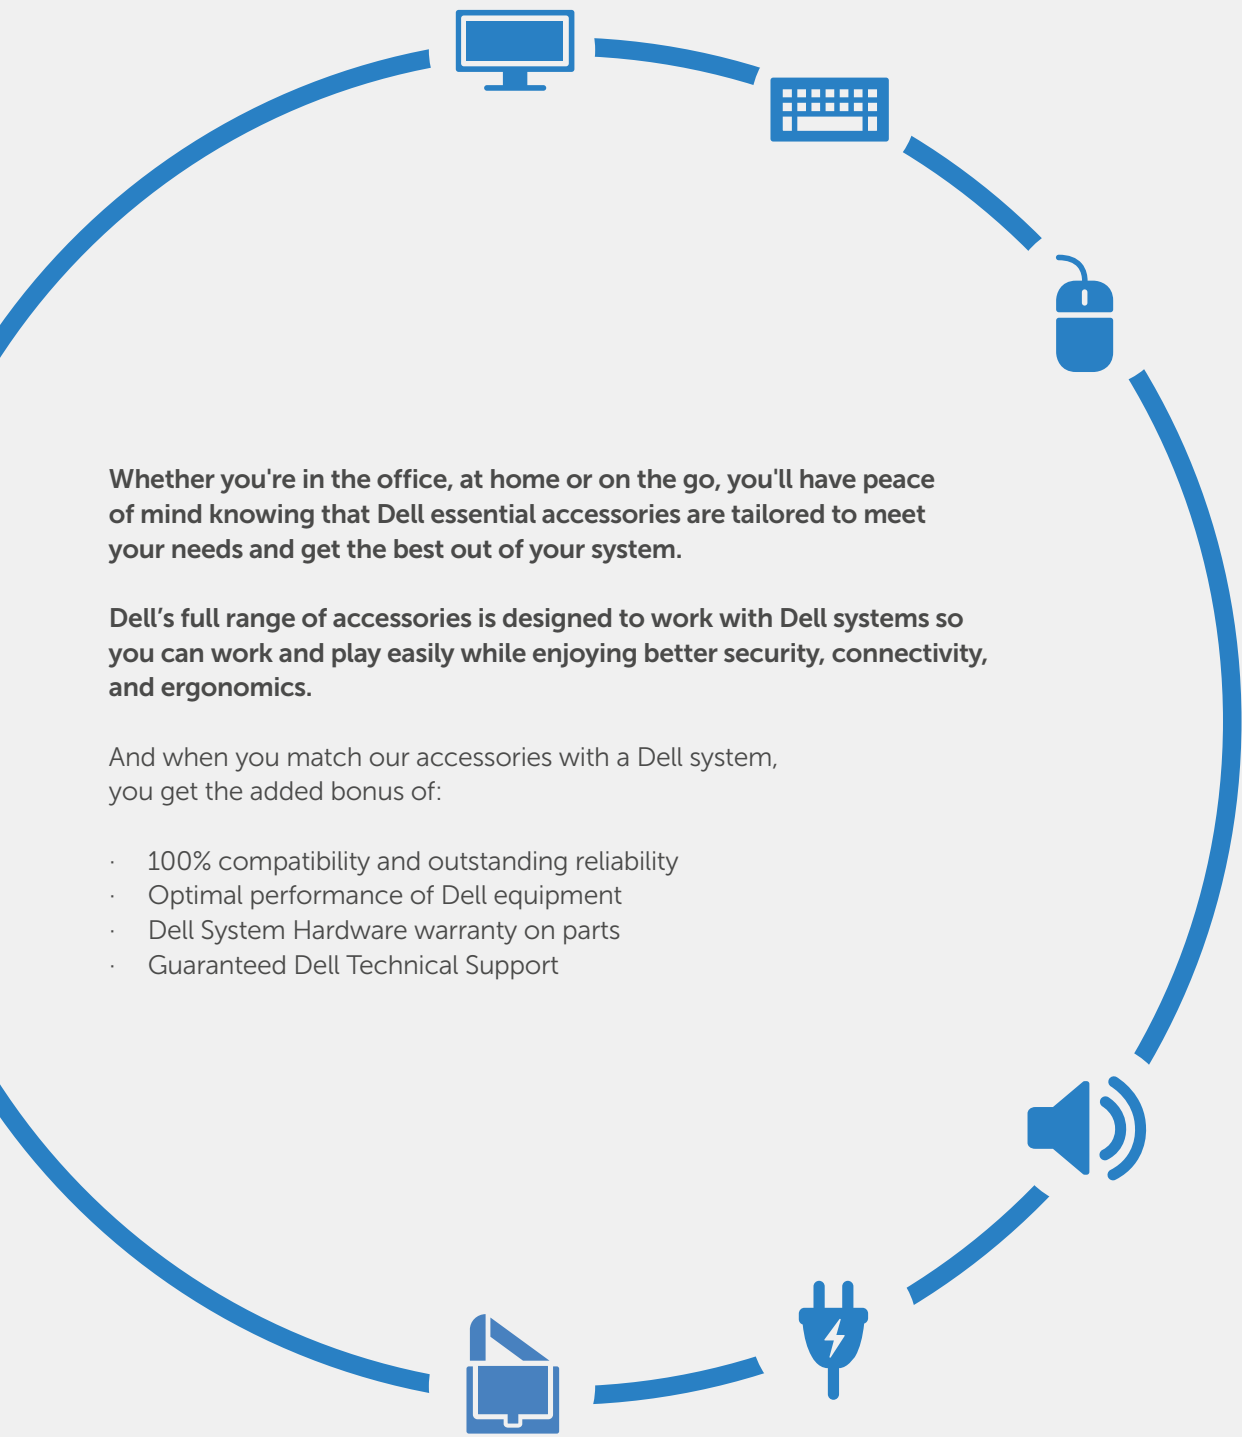 Whether you're in the office, at home or on the go, you'll have peace
of mind knowing that Dell essential accessories are tailored to meet
your needs and get the best out of your system.
Dell’s full range of accessories is designed to work with Dell systems so
you can work and play easily while enjoying better security, connectivity,
and ergonomics.
And when you match our accessories with a Dell system,
you get the added bonus of:
· 100% compatibility and outstanding reliability
· Optimal performance of Dell equipment
· Dell System Hardware warranty on parts
· Guaranteed Dell Technical Support